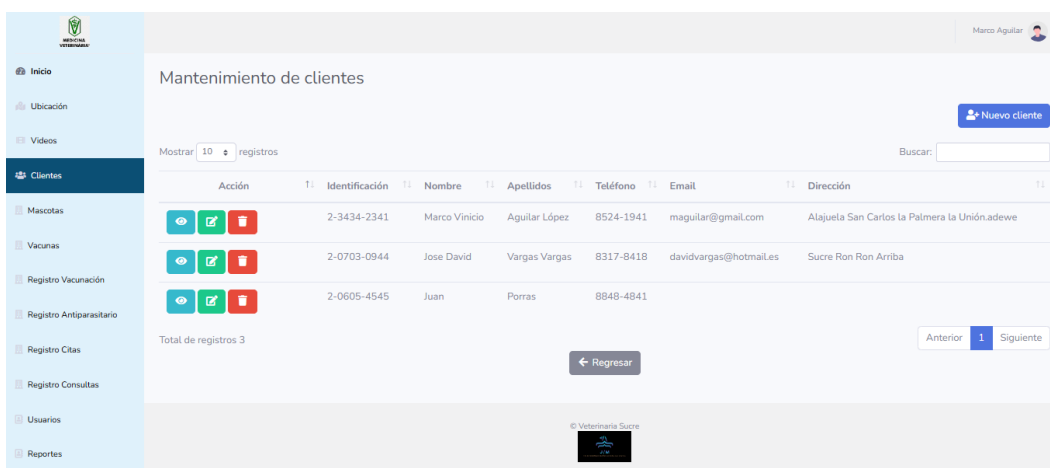 MEDICINA
VETERINARIA
Marco Aguilar
Inicio
Ubicación
Videos
Clientes
Mascotas
Vacunas
Registro Vacunación
Registro Antiparasitario
Registro Citas
Registro Consultas
Usuarios
Reportes
Mantenimiento de clientes
Nuevo cliente
Mostrar 10 registros
Buscar:
Acción Identificación Nombre Apellidos Teléfono Email Dirección
2-3434-2341 Marco Vinicio Aguilar López 8524-1941 maguilar@gmail.com Alajuela San Carlos la Palmera la Unión.adewe
2-0703-0944 Jose David Vargas Vargas 8317-8418 davidvargas@hotmail.es Sucre Ron Ron Arriba
2-0605-4545 Juan Porras 8848-4841
Total de registros 3
Anterior 1 Siguiente
Regresar
© Veterinaria Sucre